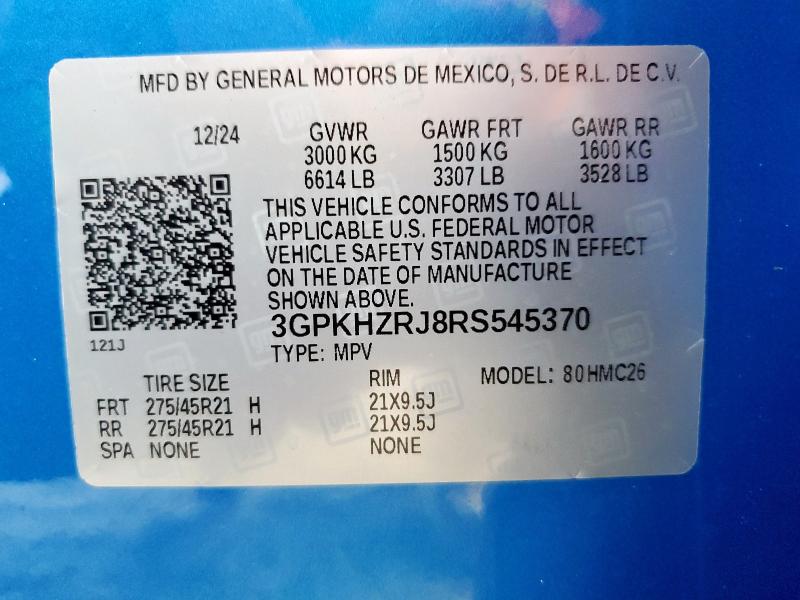 MFD BY GENERAL MOTORS DE MEXICO, S. DE R.L. DE C.V.
12/24 GVWR GAWR FRT GAWR RR
3000 KG 1500 KG 1600 KG
6614 LB 3307 LB 3528 LB
THIS VEHICLE CONFORMS TO ALL
APPLICABLE U.S. FEDERAL MOTOR
VEHICLE SAFETY STANDARDS IN EFFECT
ON THE DATE OF MANUFACTURE
SHOWN ABOVE.
3GPKHZRJ8RS545370
121J
TYPE: MPV
TIRE SIZE RIM MODEL: 80HMC26
FRT 275/45R21 H 21X9.5J
RR 275/45R21 H 21X9.5J
SPA NONE NONE